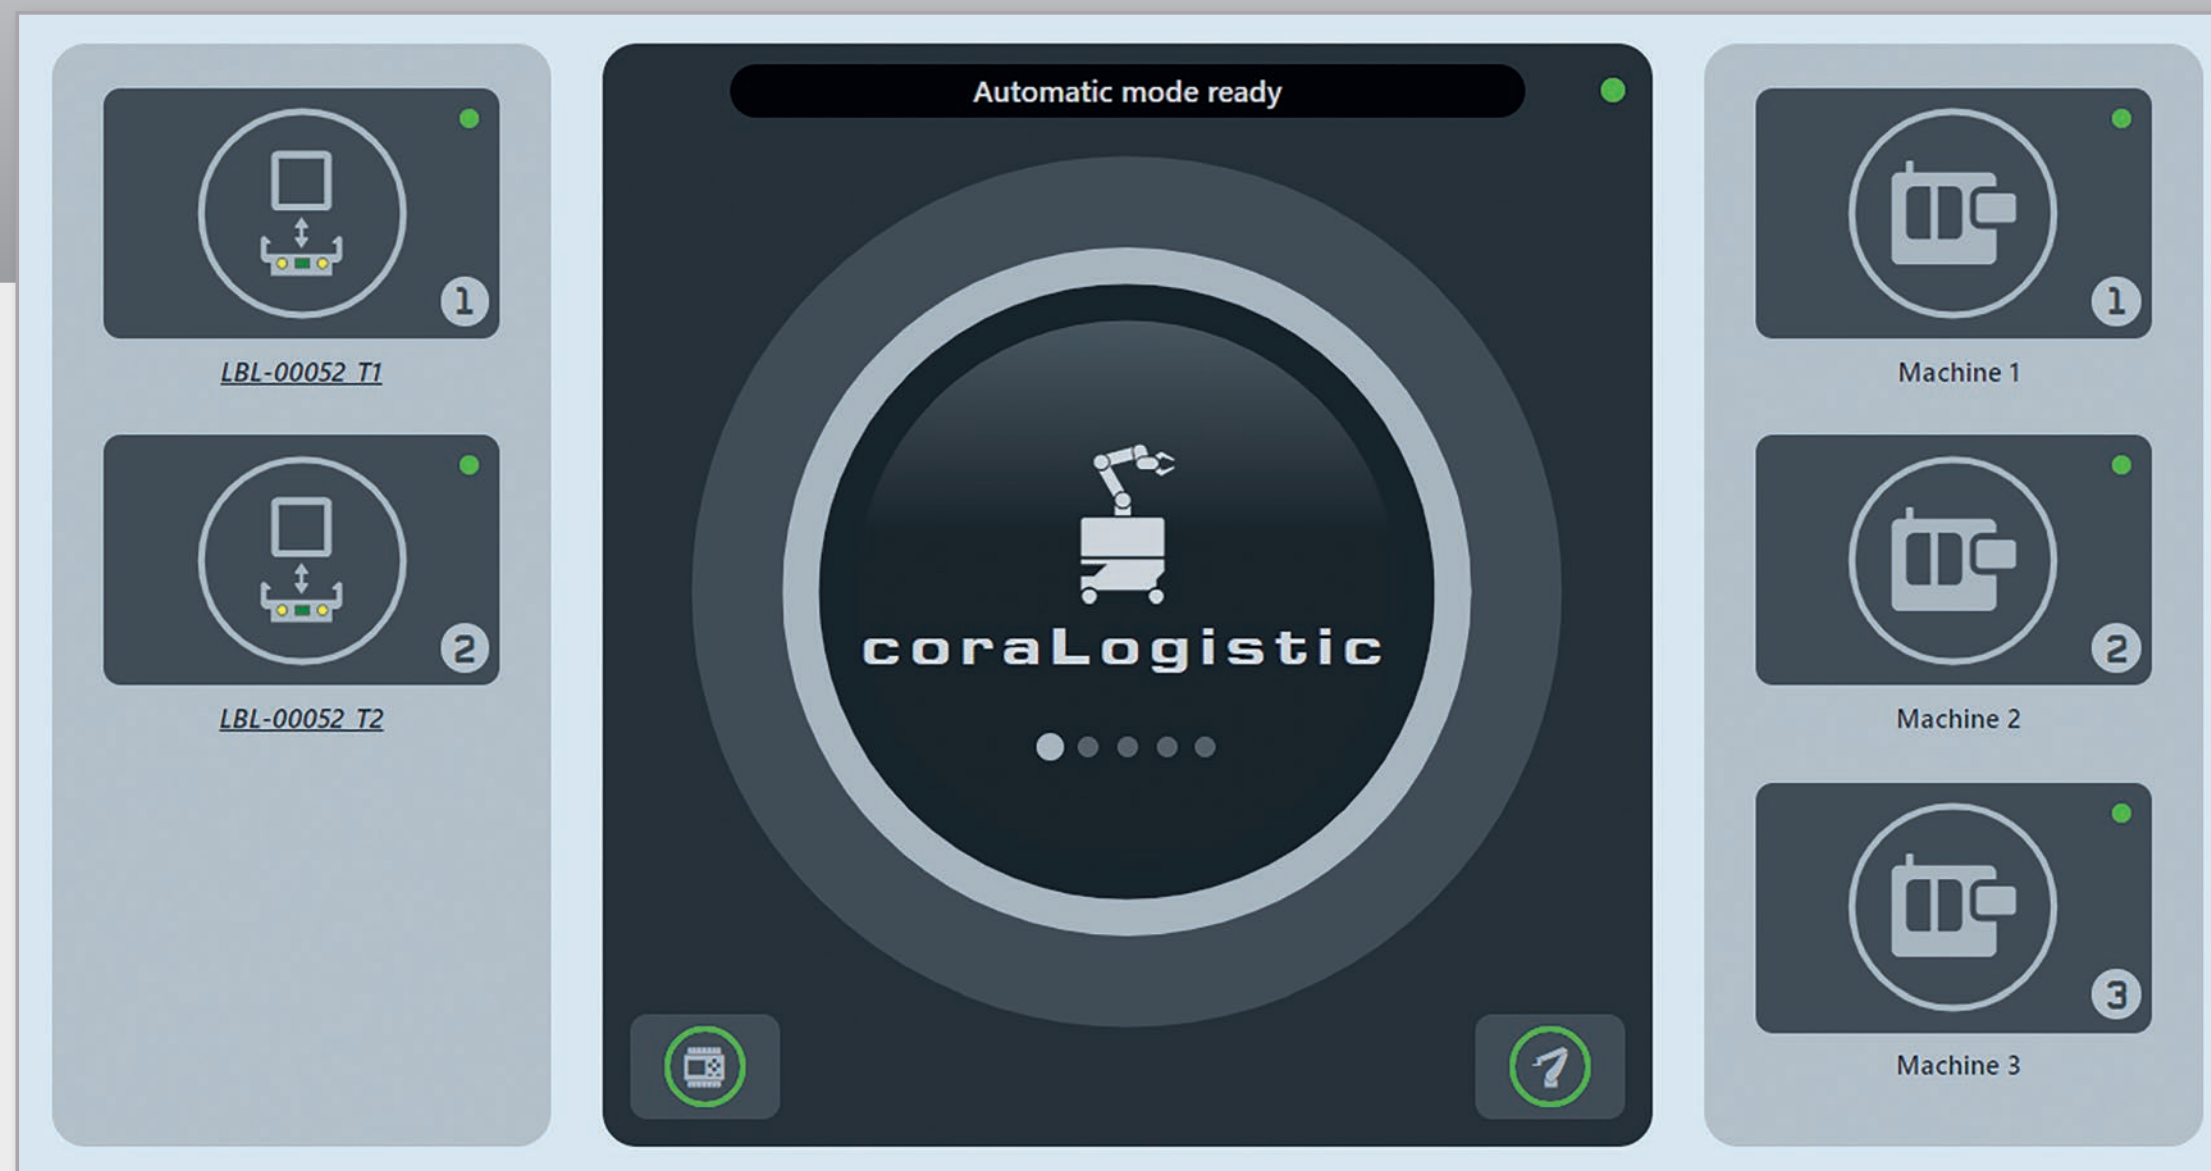 1
LBL-00052_T1
2
LBL-00052_T2
Automatic mode ready
coraLogistic
1
Machine 1
2
Machine 2
3
Machine 3